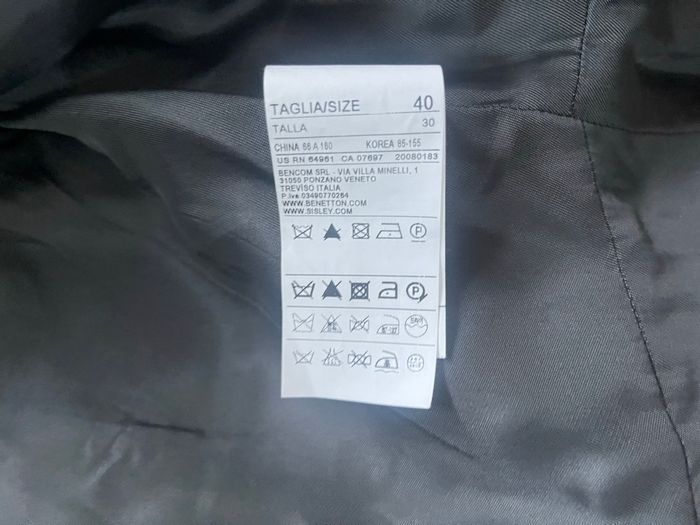 TAGLIA/SIZE 40
TALLA 30
CHINA 66 A 160 KOREA 85-155
US RN 64961 CA 07697 20080183
BENCOM SRL - VIA VILLA MINELLI, 1
31050 PONZANO VENETO
TREVISO ITALIA
P.iva 03490770264
WWW.BENETTON.COM
WWW.SISLEY.COM
P
P